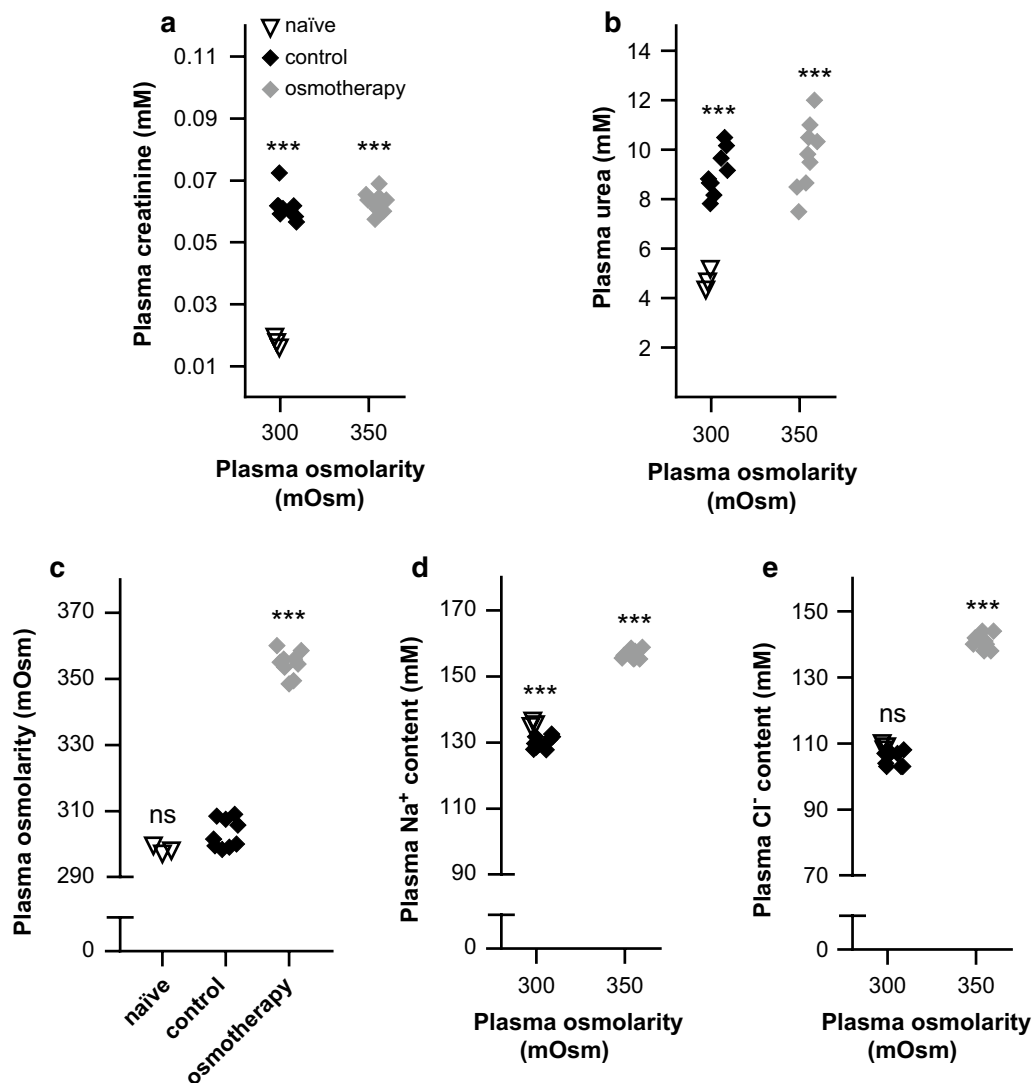 a
naïve
control
osmotherapy
Plasma creatinine (mM)
0.11
0.09
0.07
0.05
0.03
0.01
***
***
300
350
Plasma osmolarity
(mOsm)
b
Plasma urea (mM)
14
12
10
8
6
4
2
***
***
300
350
Plasma osmolarity
(mOsm)
c
Plasma osmolarity (mOsm)
370
350
330
310
290
0
ns
***
naïve
control
osmotherapy
d
Plasma Na⁺ content (mM)
170
150
130
110
90
0
***
***
300
350
Plasma osmolarity
(mOsm)
e
Plasma Cl⁻ content (mM)
150
130
110
90
70
0
ns
***
300
350
Plasma osmolarity
(mOsm)